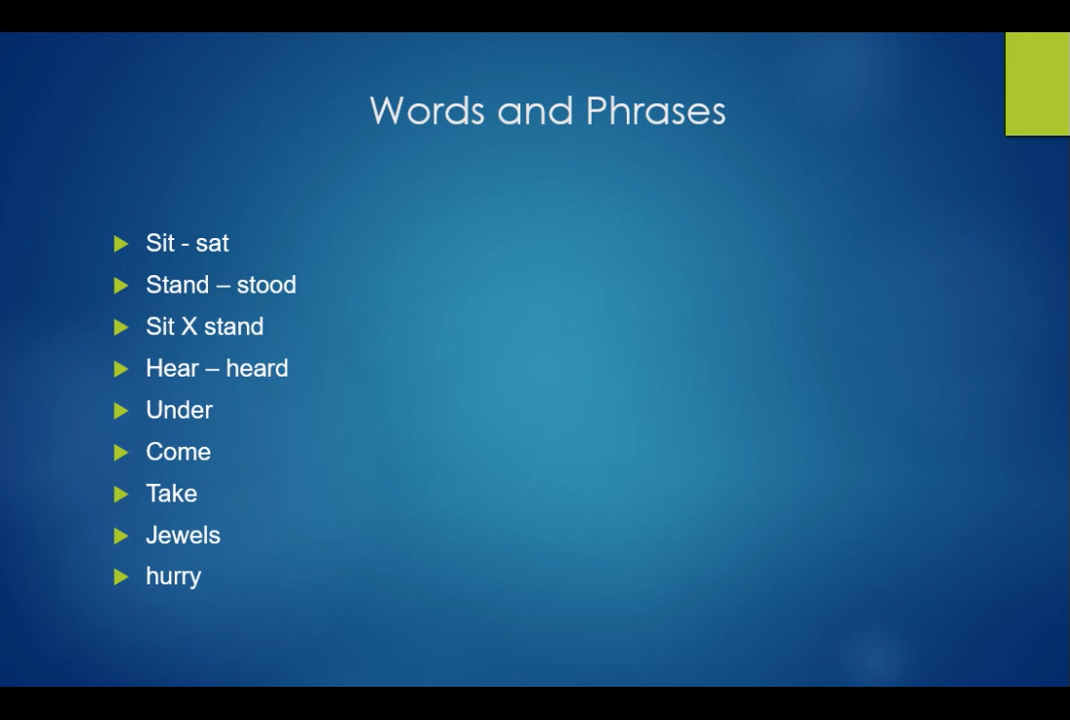 Words and Phrases
Sit - sat
Stand – stood
Sit X stand
Hear – heard
Under
Come
Take
Jewels
hurry